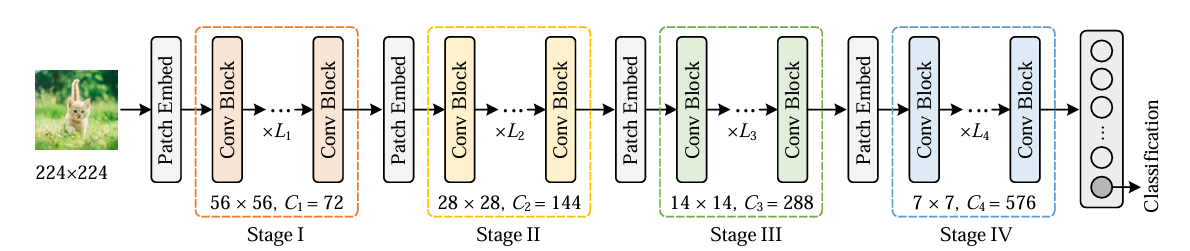 224×224
Patch Embed
Conv Block
...
×L1
Conv Block
56 × 56, C1 = 72
Stage I
Patch Embed
Conv Block
...
×L2
Conv Block
28 × 28, C2 = 144
Stage II
Patch Embed
Conv Block
...
×L3
Conv Block
14 × 14, C3 = 288
Stage III
Patch Embed
Conv Block
...
×L4
Conv Block
7 × 7, C4 = 576
Stage IV
...
Classification